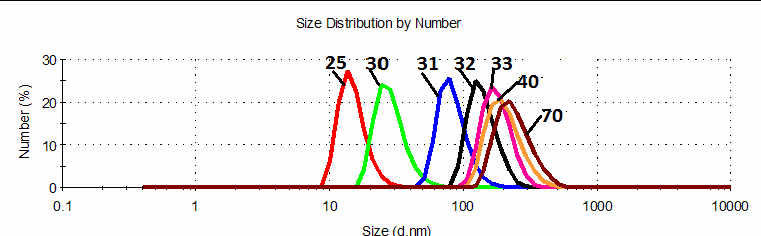 Size Distribution by Number
30
20
10
0
Number (%)
25 30 31 32 33 40 70
0.1 1 10 100 1000 10000
Size (d.nm)